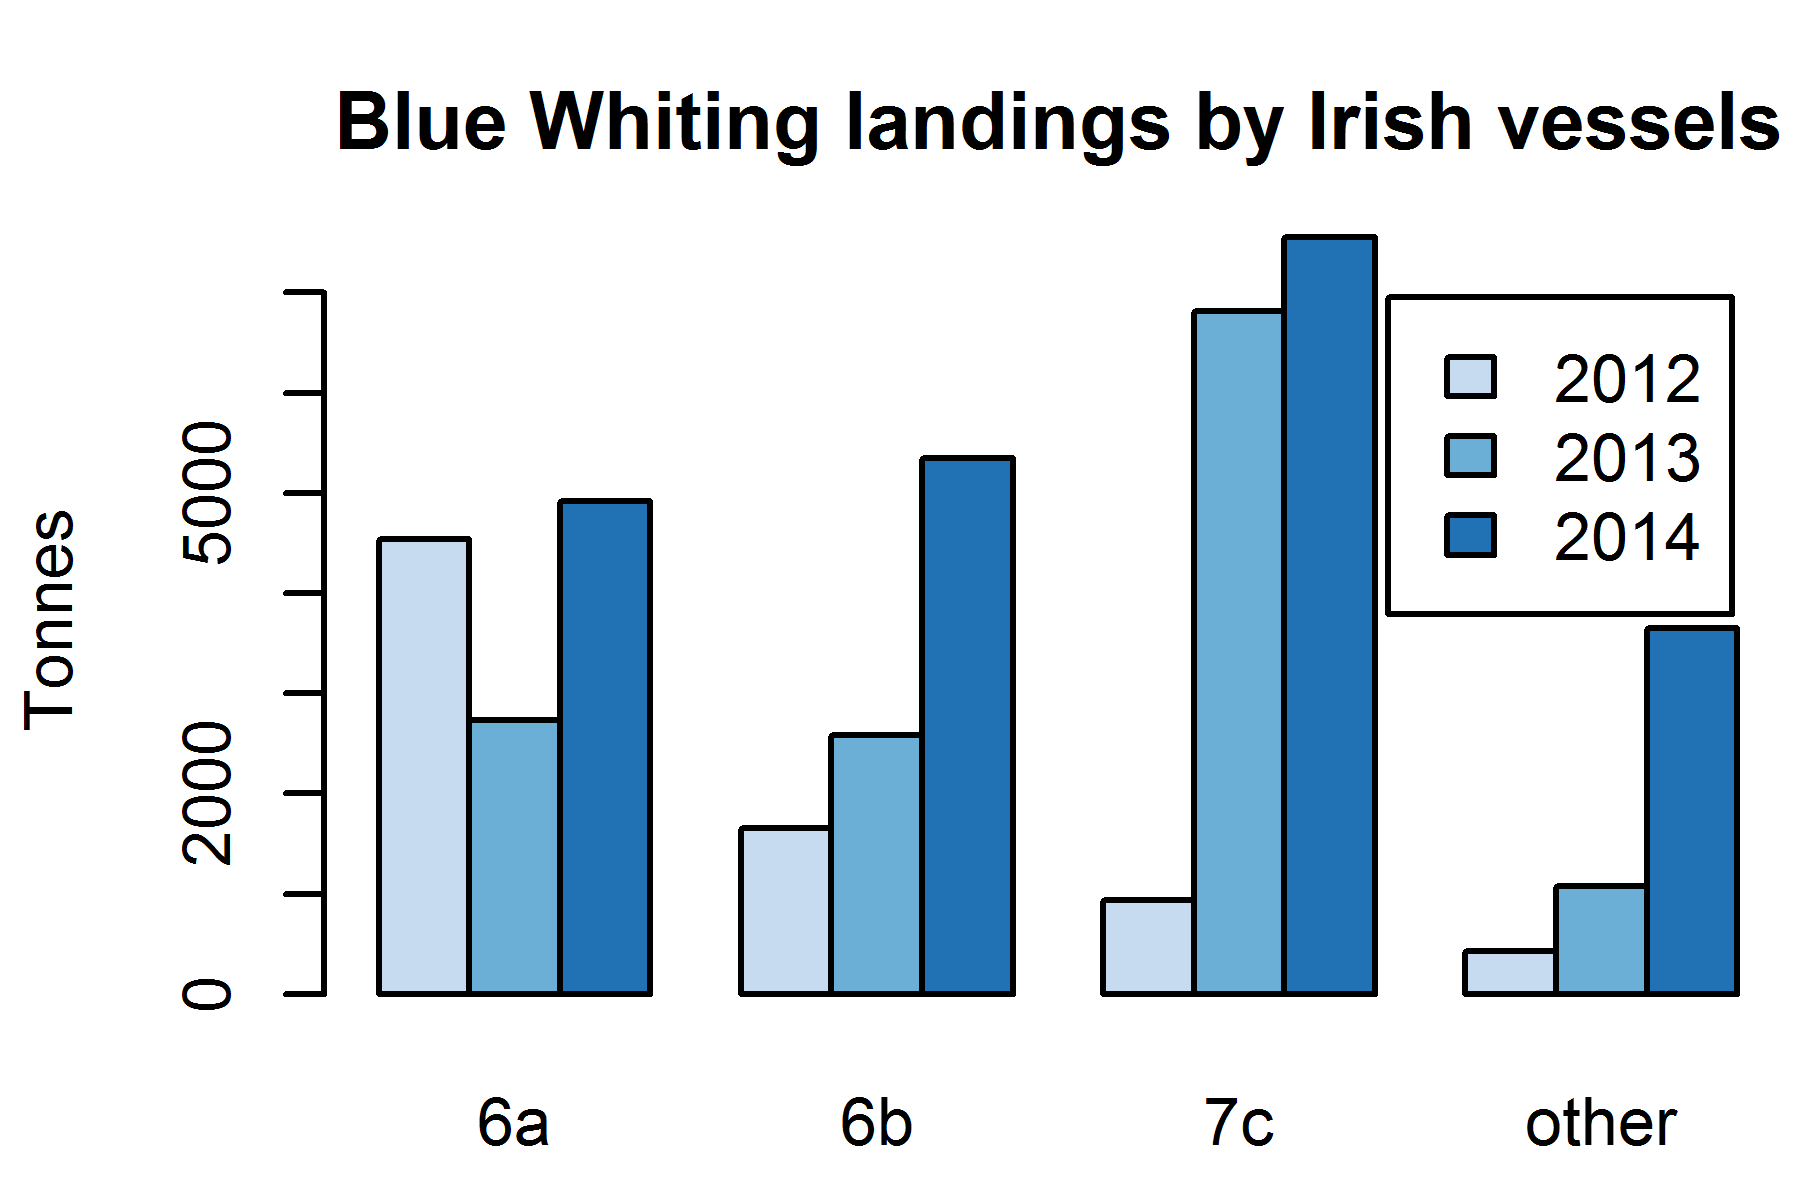 Blue Whiting landings by Irish vessels
Tonnes
5000
2000
0
2012
2013
2014
6a 6b 7c other